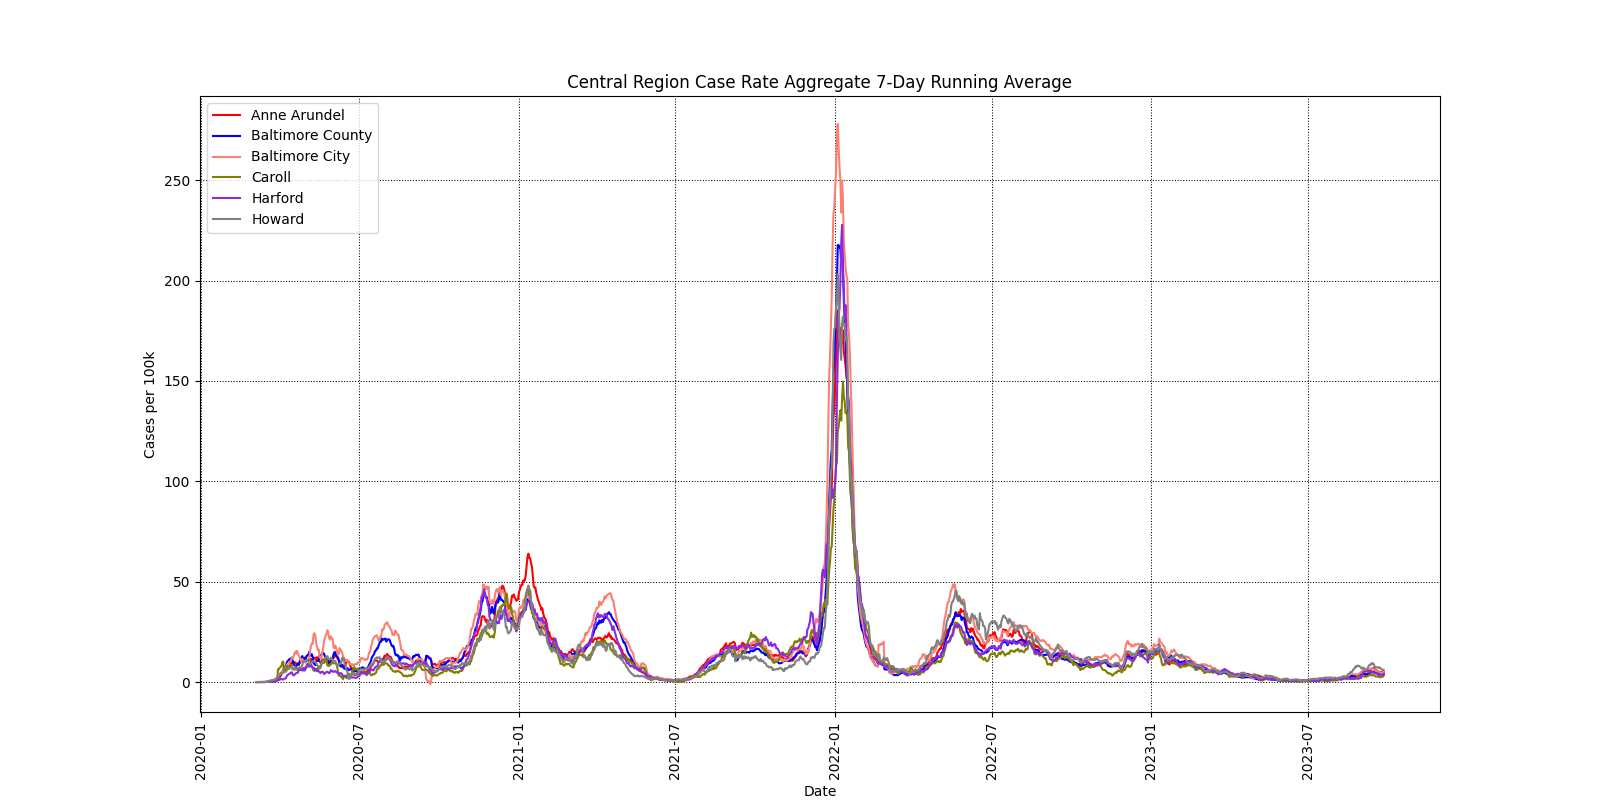 Central Region Case Rate Aggregate 7-Day Running Average
Anne Arundel
Baltimore County
Baltimore City
Caroll
Harford
Howard
250
200
150
100
50
0
Cases per 100k
2020-01
2020-07
2021-01
2021-07
2022-01
2022-07
2023-01
2023-07
Date